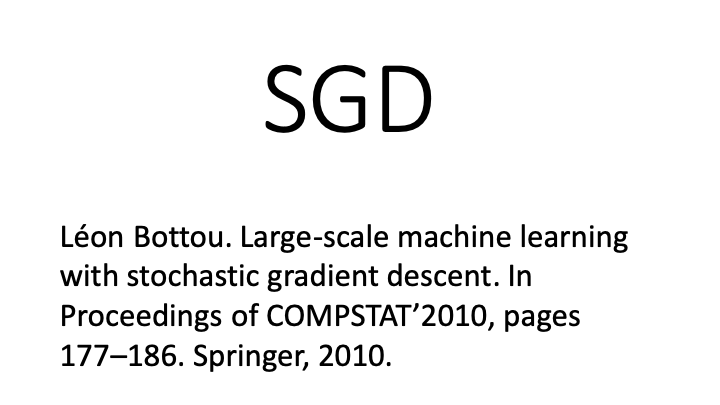 SGD
Léon Bottou. Large-scale machine learning
with stochastic gradient descent. In
Proceedings of COMPSTAT’2010, pages
177–186. Springer, 2010.